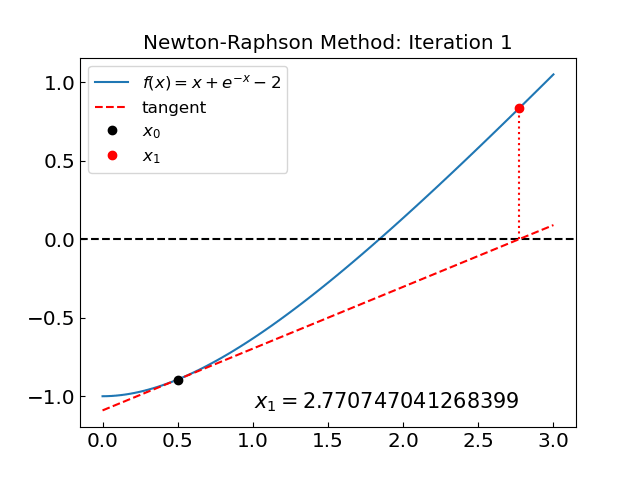 Newton-Raphson Method: Iteration 1
f(x) = x + e^{-x} − 2
tangent
x_0
x_1
1.0
0.5
0.0
−0.5
−1.0
x_1 = 2.770747041268399
0.0 0.5 1.0 1.5 2.0 2.5 3.0